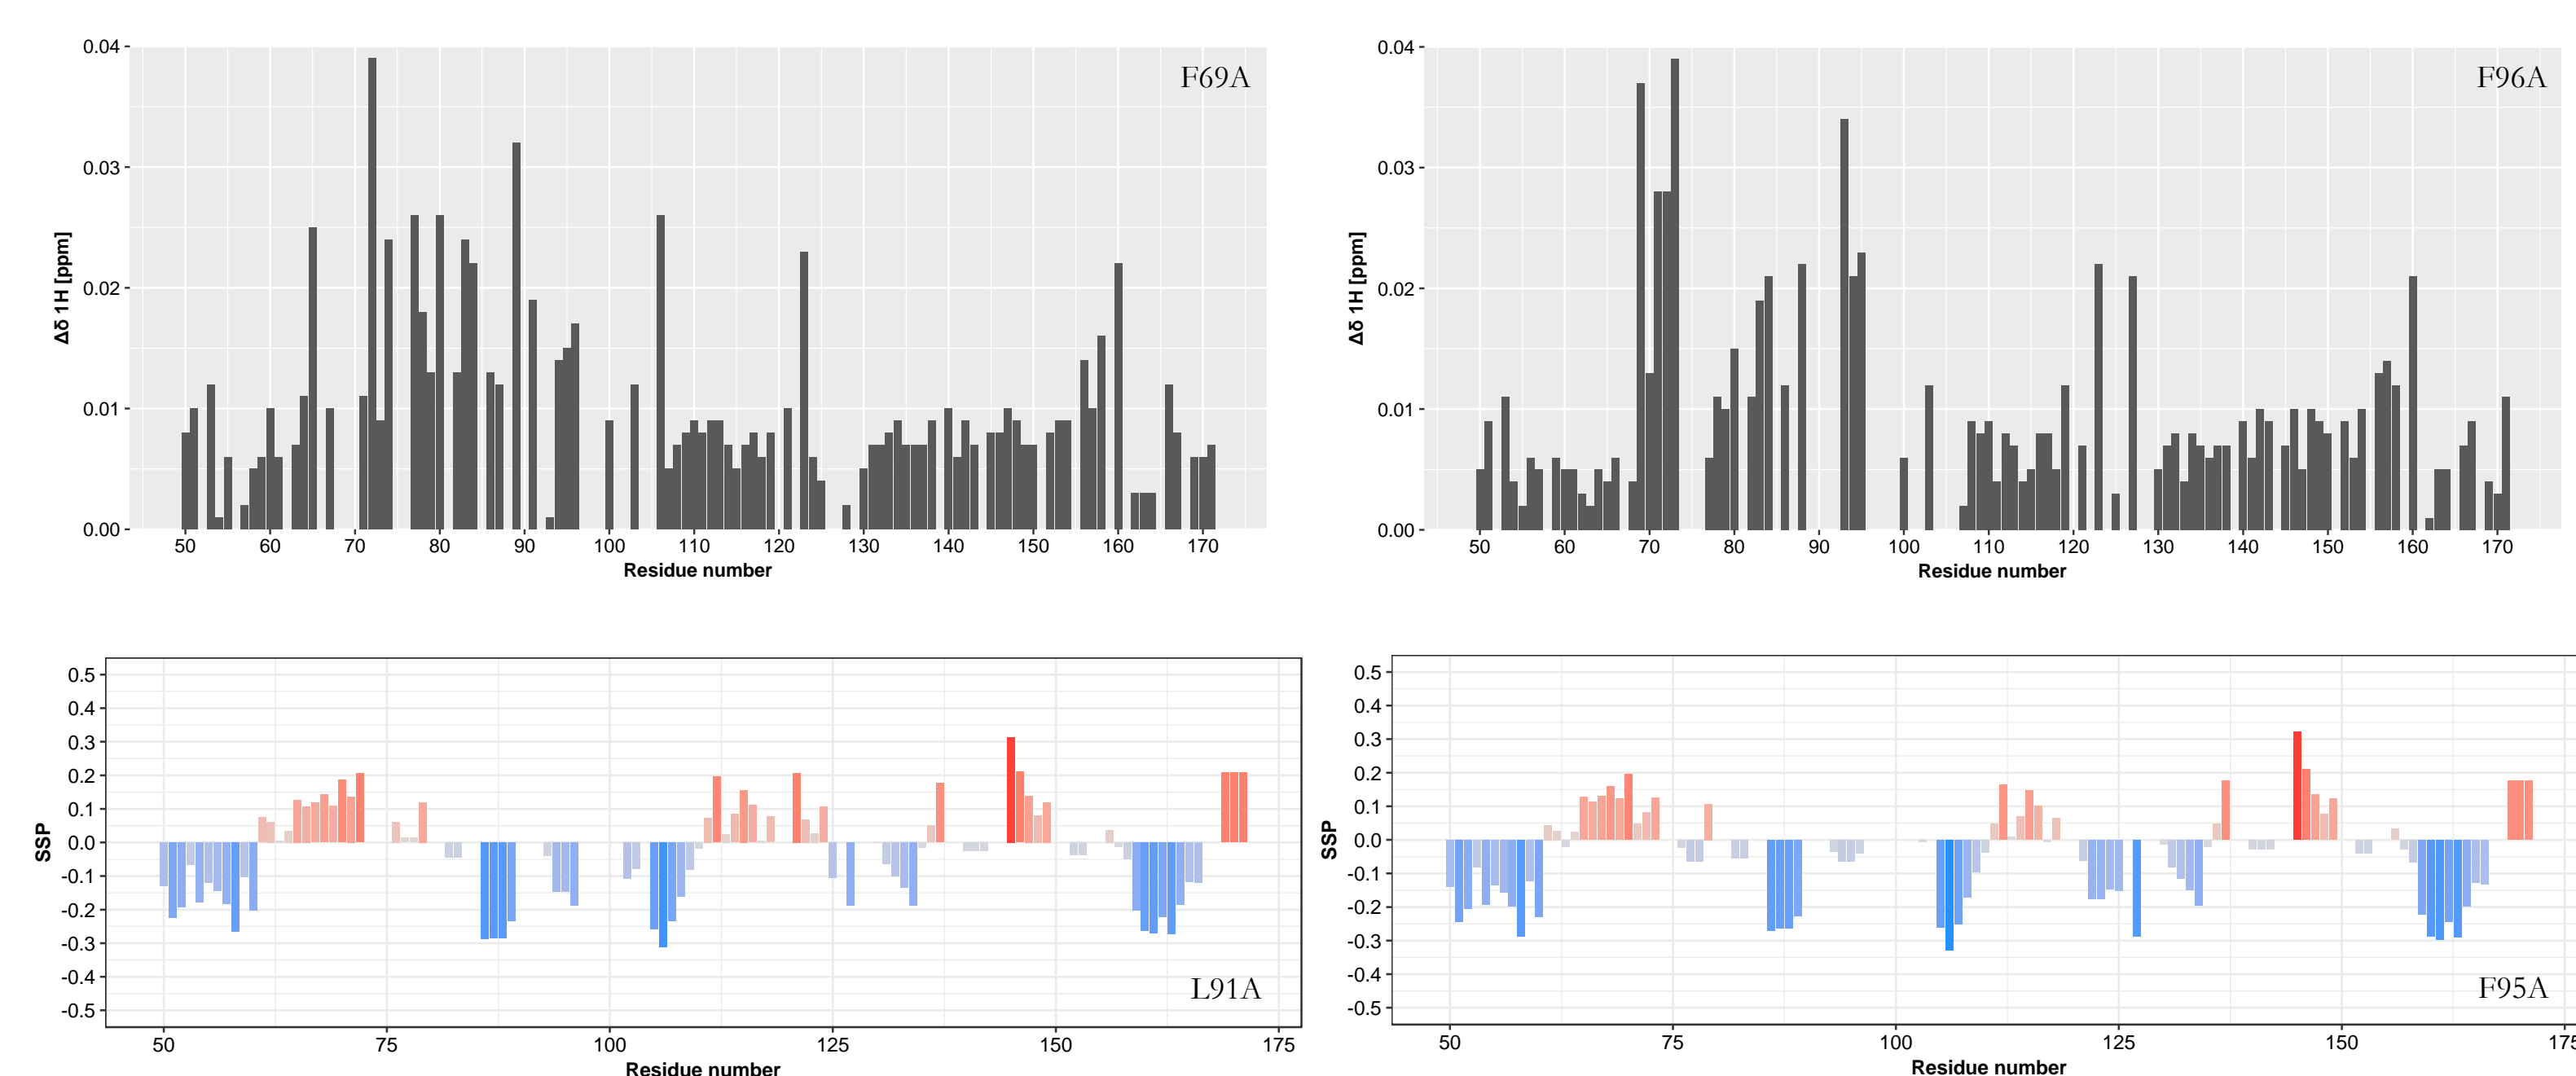 F69A
0.04
0.03
0.02
0.01
0.00
Δδ 1H [ppm]
50 60 70 80 90 100 110 120 130 140 150 160 170
Residue number
F96A
0.04
0.03
0.02
0.01
0.00
Δδ 1H [ppm]
50 60 70 80 90 100 110 120 130 140 150 160 170
Residue number
0.5
0.4
0.3
0.2
0.1
0.0
-0.1
-0.2
-0.3
-0.4
-0.5
SSP
L91A
50 75 100 125 150 175
Residue number
0.5
0.4
0.3
0.2
0.1
0.0
-0.1
-0.2
-0.3
-0.4
-0.5
SSP
F95A
50 75 100 125 150 175
Residue number